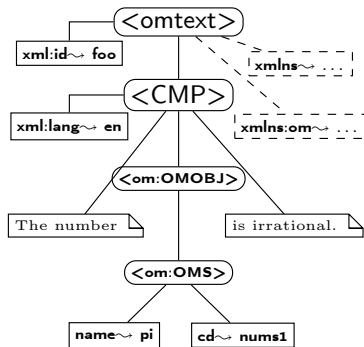 <omtext>
xml:id⤳ foo
xmlns⤳ ...
<CMP>
xml:lang⤳ en
xmlns:om⤳ ...
<om:OMOBJ>
The number
is irrational.
<om:OMS>
name⤳ pi
cd⤳ nums1